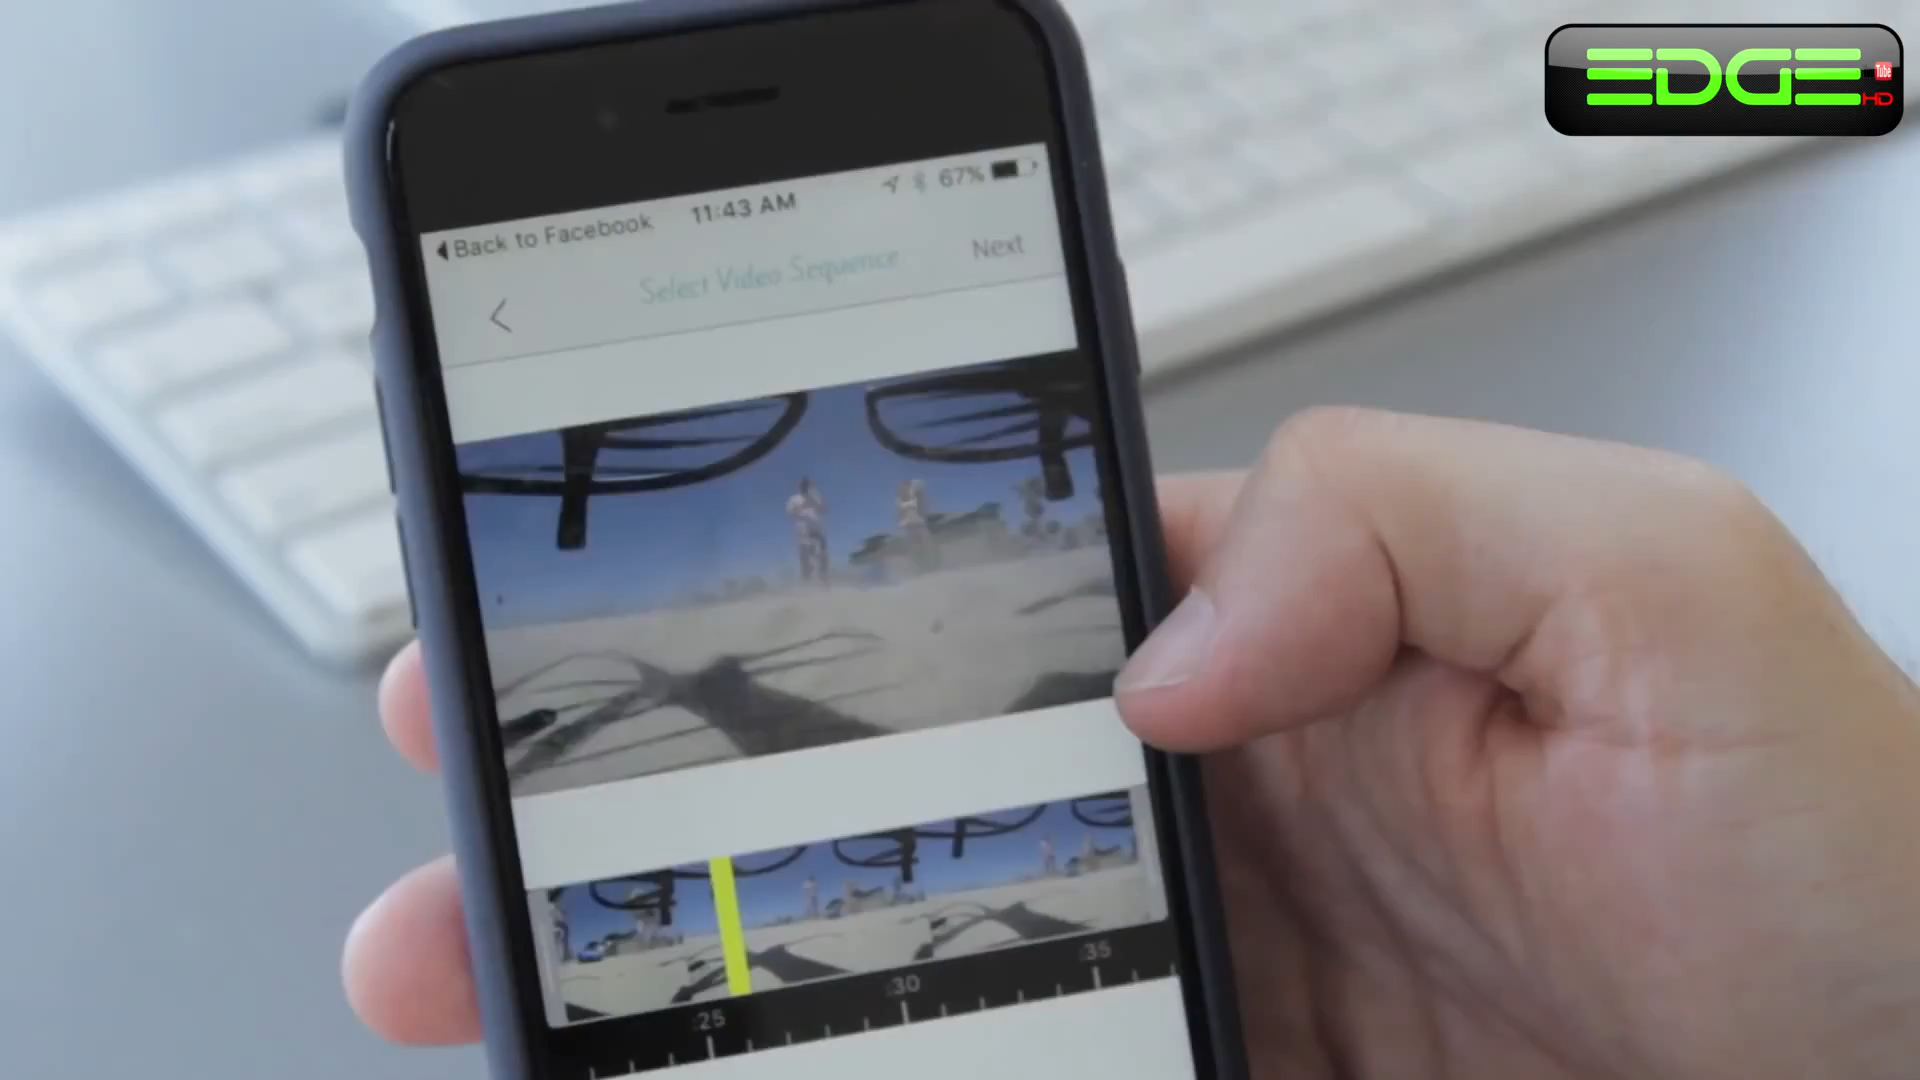 EDGE
Tube
HD
Back to Facebook 11:43 AM 67%
Select Video Sequence Next
:25 :30 :35